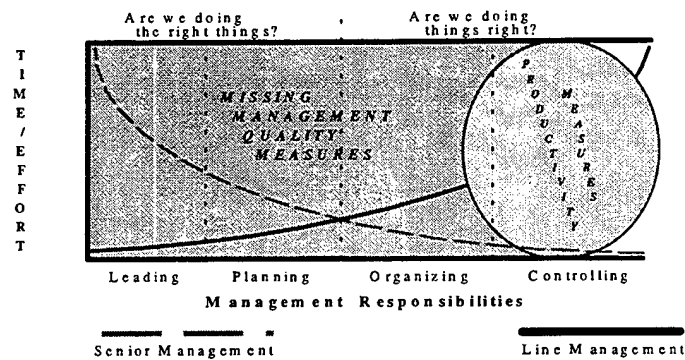 Are we doing
the right things?
Are we doing
things right?
TIME/EFFORT
MISSING
MANAGEMENT
QUALITY
MEASURES
PRODUCTIVITY
MEASURES
Leading Planning Organizing Controlling
Management Responsibilities
Senior Management
Line Management